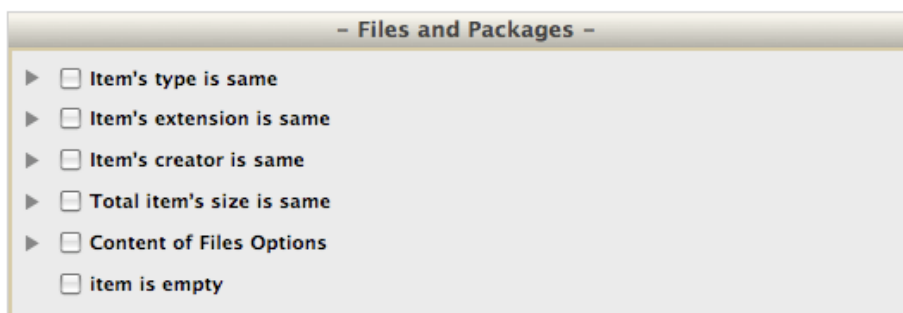 – Files and Packages –
Item's type is same
Item's extension is same
Item's creator is same
Total item's size is same
Content of Files Options
item is empty